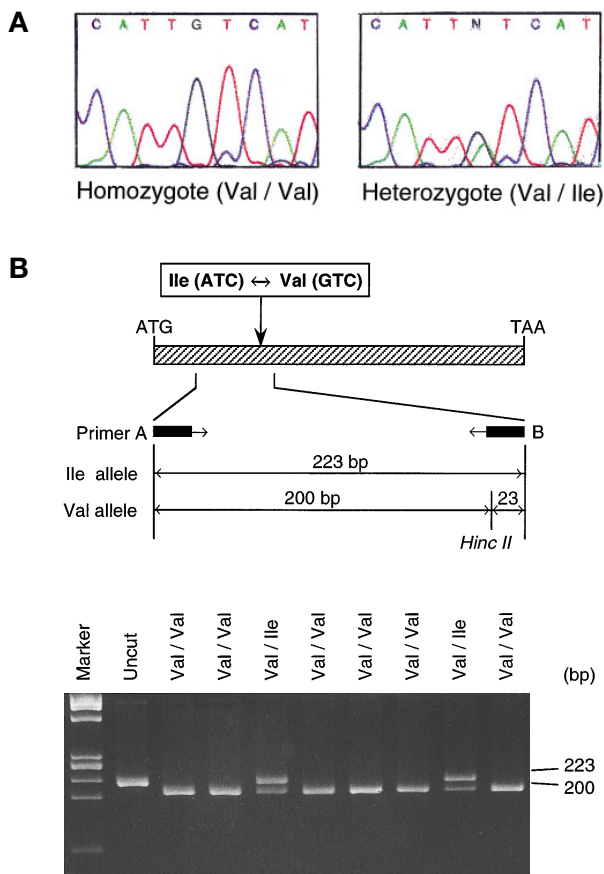 A
C A T T G T C A T
C A T T N T C A T
Homozygote (Val / Val)
Heterozygote (Val / Ile)
B
Ile (ATC) ↔ Val (GTC)
ATG
TAA
Primer A
B
223 bp
Ile allele
200 bp
23
Val allele
Hinc II
Marker
Uncut
Val / Val
Val / Val
Val / Ile
Val / Val
Val / Val
Val / Val
Val / Ile
Val / Val
(bp)
223
200